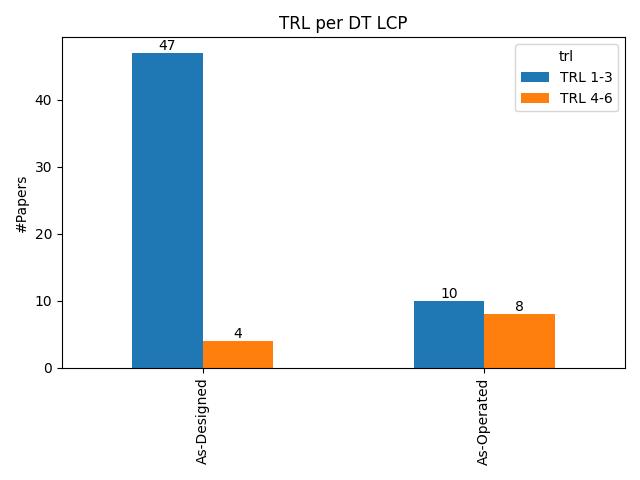 TRL per DT LCP
trl
TRL 1-3
TRL 4-6
#Papers
40
30
20
10
0
47
4
10
8
As-Designed
As-Operated